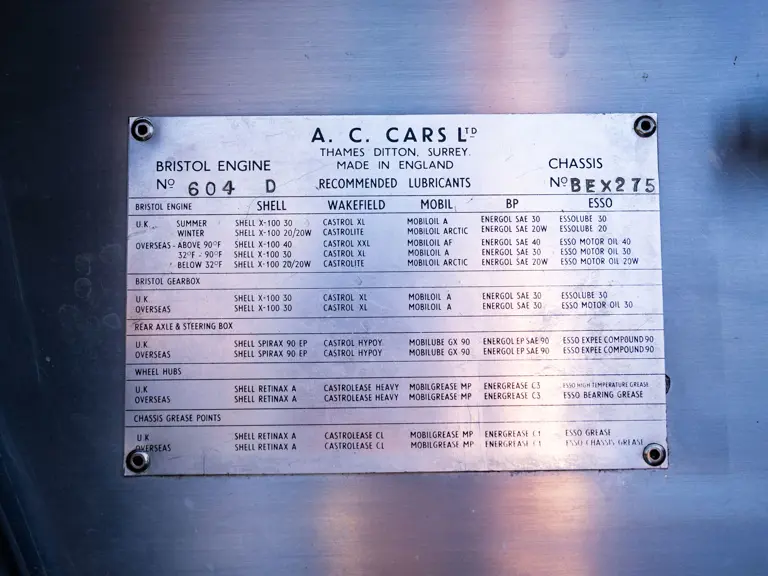 A. C. CARS LTD
THAMES DITTON, SURREY.
BRISTOL ENGINE MADE IN ENGLAND CHASSIS
No 604 D RECOMMENDED LUBRICANTS No BEX275
BRISTOL ENGINE SHELL WAKEFIELD MOBIL BP ESSO
U.K SUMMER SHELL X-100 30 CASTROL XL MOBILOIL A ENERGOL SAE 30 ESSOLUBE 30
WINTER SHELL X-100 20/20W CASTROLITE MOBILOIL ARCTIC ENERGOL SAE 20W ESSOLUBE 20
OVERSEAS - ABOVE 90°F SHELL X-100 40 CASTROL XXL MOBILOIL AF ENERGOL SAE 40 ESSO MOTOR OIL 40
32°F - 90°F SHELL X-100 30 CASTROL XL MOBILOIL A ENERGOL SAE 30 ESSO MOTOR OIL 30
BELOW 32°F SHELL X-100 20/20W CASTROLITE MOBILOIL ARCTIC ENERGOL SAE 20W ESSO MOTOR OIL 20W
BRISTOL GEARBOX
U.K SHELL X-100 30 CASTROL XL MOBILOIL A ENERGOL SAE 30 ESSOLUBE 30
OVERSEAS SHELL X-100 30 CASTROL XL MOBILOIL A ENERGOL SAE 30 ESSO MOTOR OIL 30
REAR AXLE & STEERING BOX
U.K. SHELL SPIRAX 90 EP CASTROL HYPOY MOBILUBE GX 90 ENERGOL EP SAE 90 ESSO EXPEE COMPOUND 90
OVERSEAS SHELL SPIRAX 90 EP CASTROL HYPOY MOBILUBE GX 90 ENERGOL EP SAE 90 ESSO EXPEE COMPOUND 90
WHEEL HUBS
U.K SHELL RETINAX A CASTROLEASE HEAVY MOBILGREASE MP ENERGREASE C3 ESSO HIGH TEMPERATURE GREASE
OVERSEAS SHELL RETINAX A CASTROLEASE HEAVY MOBILGREASE MP ENERGREASE C3 ESSO BEARING GREASE
CHASSIS GREASE POINTS
U.K SHELL RETINAX A CASTROLEASE CL MOBILGREASE MP ENERGREASE C1 ESSO GREASE
OVERSEAS SHELL RETINAX A CASTROLEASE CL MOBILGREASE MP ENERGREASE C1 ESSO CHASSIS GREASE